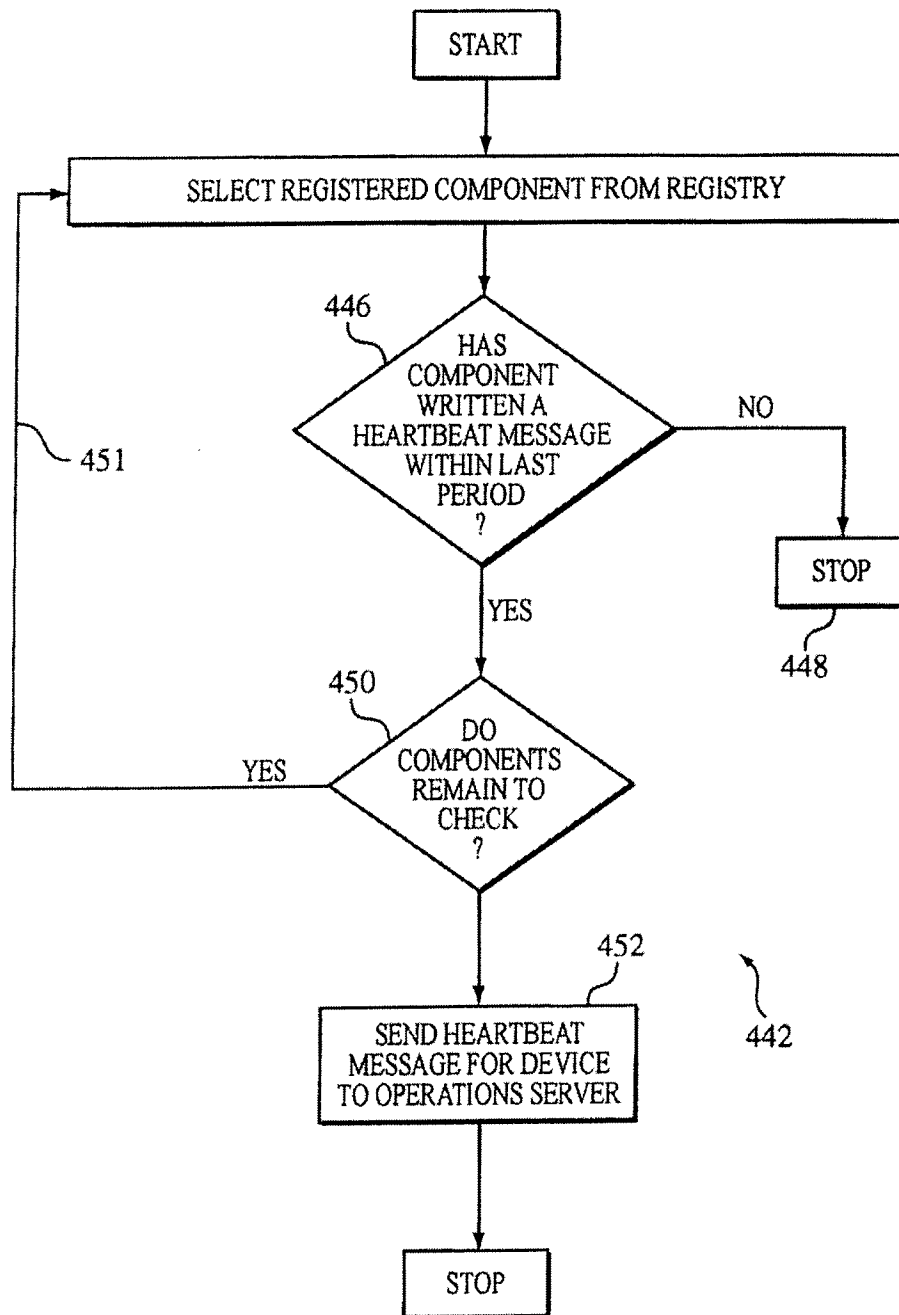 START
SELECT REGISTERED COMPONENT FROM REGISTRY
446
HAS
COMPONENT
WRITTEN A
HEARTBEAT MESSAGE
WITHIN LAST
PERIOD
?
NO
451
STOP
448
YES
450
DO
COMPONENTS
REMAIN TO
CHECK
?
YES
452
SEND HEARTBEAT
MESSAGE FOR DEVICE
TO OPERATIONS SERVER
442
STOP